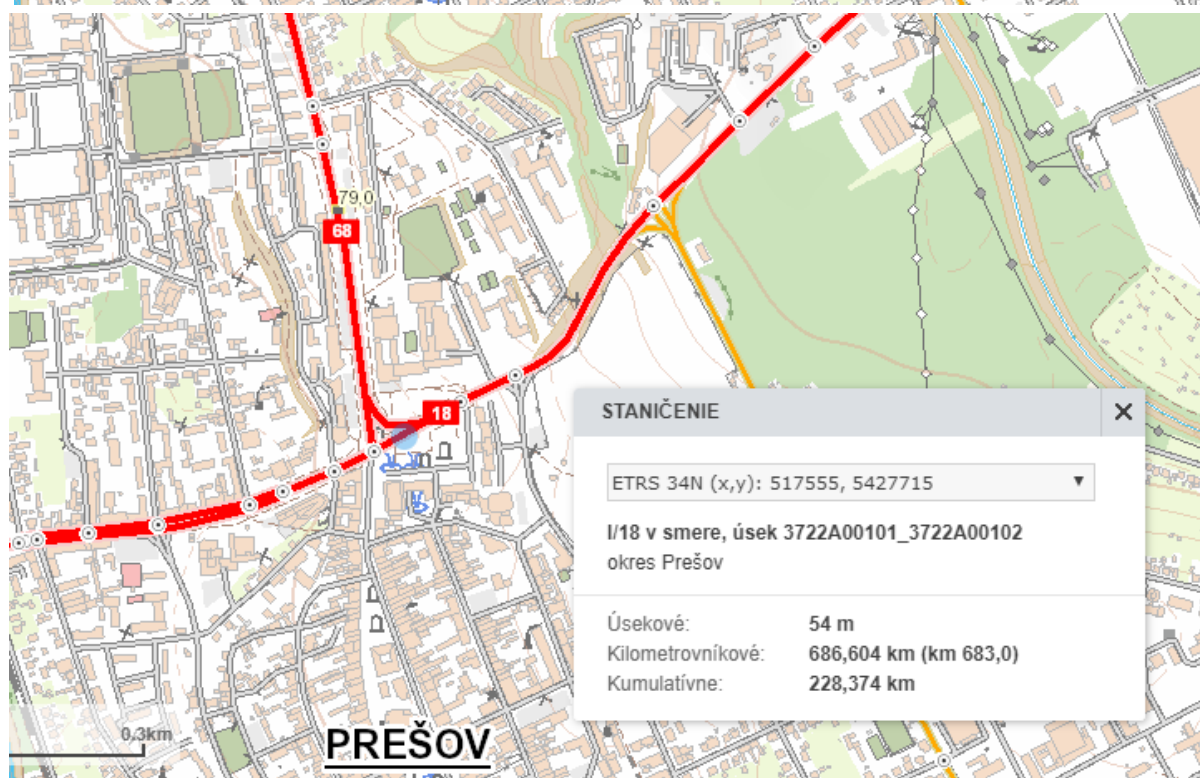 79,0
68
18
STANIČENIE
ETRS 34N (x,y): 517555, 5427715
I/18 v smere, úsek 3722A00101_3722A00102
okres Prešov
Úsekové: 54 m
Kilometrovníkové: 686,604 km (km 683,0)
Kumulatívne: 228,374 km
0.3km
PREŠOV